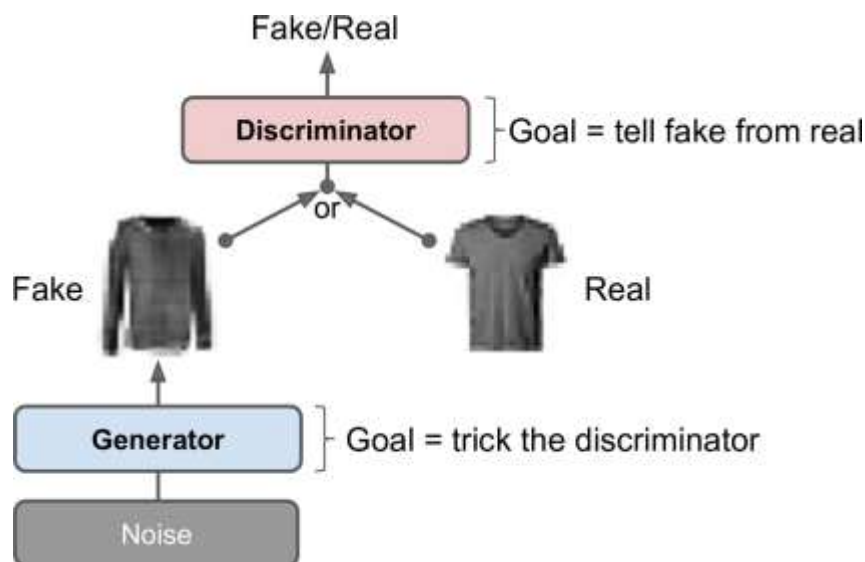 Fake/Real
Discriminator
Goal = tell fake from real
or
Fake
Real
Generator
Goal = trick the discriminator
Noise